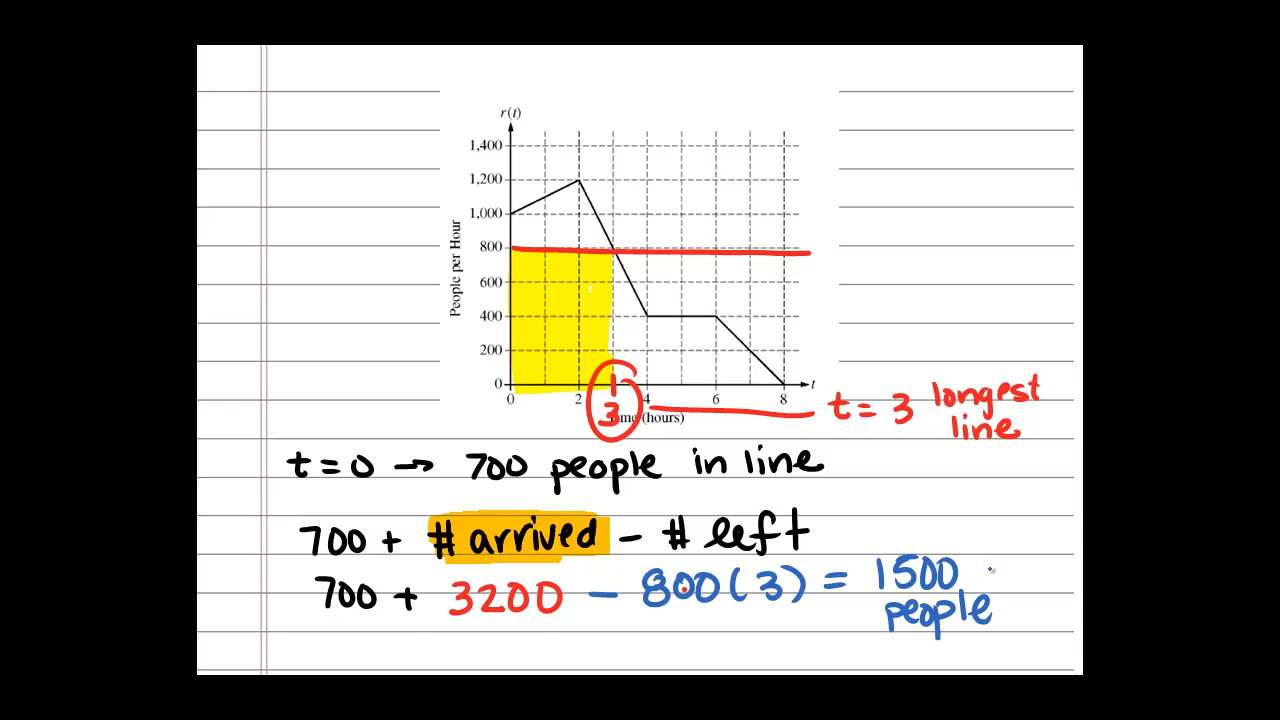 r(t)
1,400
1,200
1,000
800
600
400
200
0
People per Hour
0 2 4 6 8 t
3
Time (hours)
t = 3 longest line
t = 0 → 700 people in line
700 + # arrived - # left
700 + 3200 - 800(3) = 1500 people